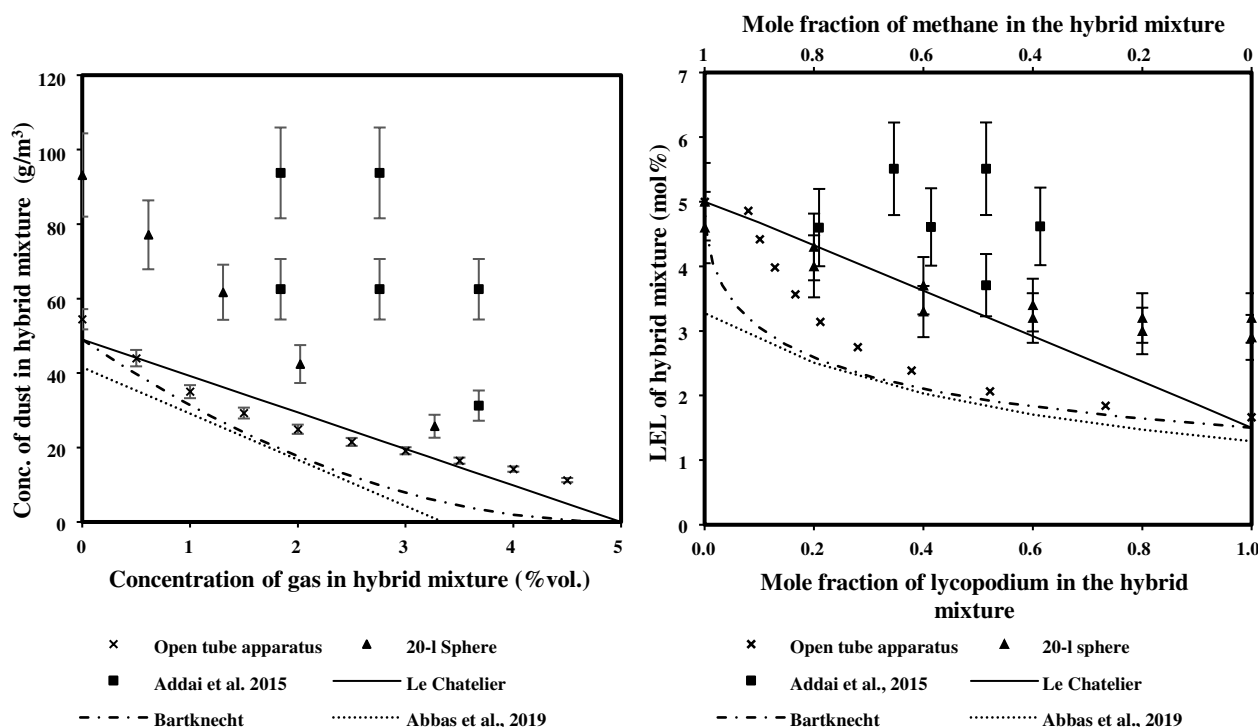 120
100
80
60
40
20
0
Conc. of dust in hybrid mixture (g/m³)
0 1 2 3 4 5
Concentration of gas in hybrid mixture (%vol.)
Open tube apparatus
20-l Sphere
Addai et al. 2015
Le Chatelier
Bartknecht
Abbas et al., 2019
Mole fraction of methane in the hybrid mixture
1 0.8 0.6 0.4 0.2 0
7
6
5
4
3
2
1
0
LEL of hybrid mixture (mol%)
0.0 0.2 0.4 0.6 0.8 1.0
Mole fraction of lycopodium in the hybrid
mixture
Open tube apparatus
20-l sphere
Addai et al., 2015
Le Chatelier
Bartknecht
Abbas et al., 2019